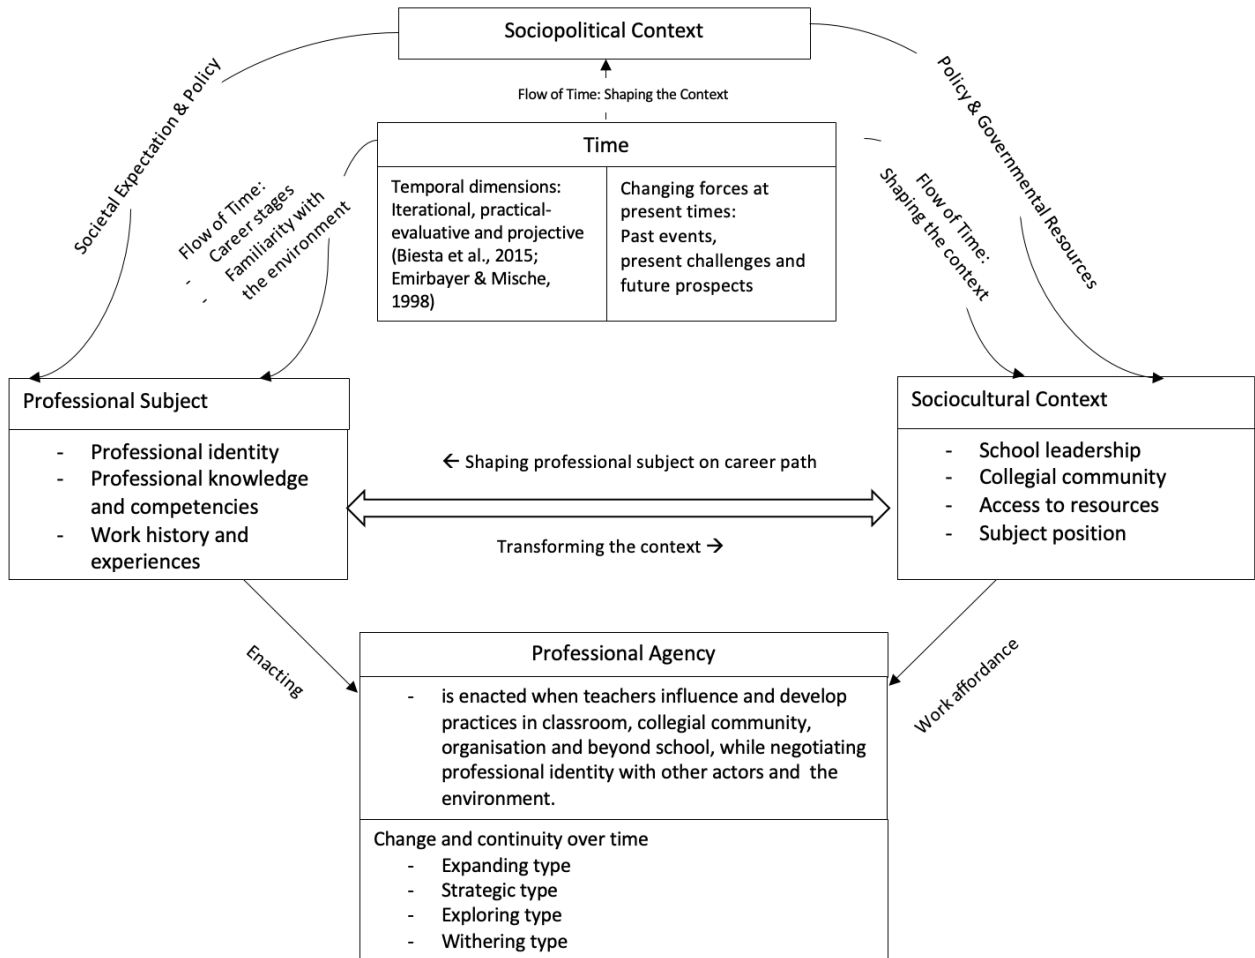 Sociopolitical Context
Societal Expectation & Policy
Policy & Governmental Resources
Flow of Time: Shaping the Context
Time
Temporal dimensions:
Iterational, practical-
evaluative and projective
(Biesta et al., 2015;
Emirbayer & Mische,
1998)
Changing forces at
present times:
Past events,
present challenges and
future prospects
Flow of Time:
- Career stages
- Familiarity with
the environment
Flow of Time:
Shaping the context
Professional Subject
- Professional identity
- Professional knowledge
and competencies
- Work history and
experiences
← Shaping professional subject on career path
Transforming the context →
Sociocultural Context
- School leadership
- Collegial community
- Access to resources
- Subject position
Enacting
Work affordance
Professional Agency
- is enacted when teachers influence and develop
practices in classroom, collegial community,
organisation and beyond school, while negotiating
professional identity with other actors and the
environment.
Change and continuity over time
- Expanding type
- Strategic type
- Exploring type
- Withering type